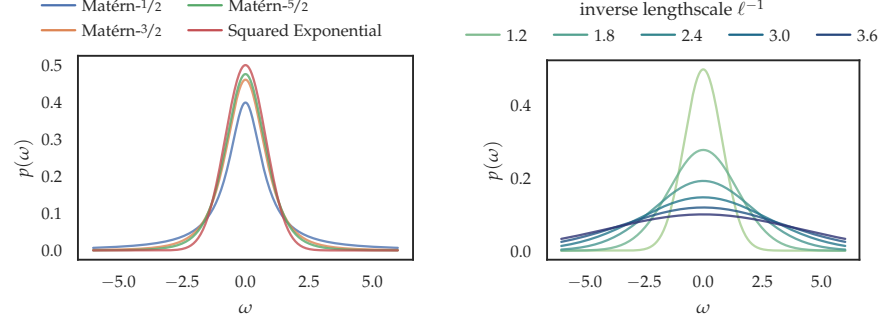 Matérn-1/2
Matérn-5/2
Matérn-3/2
Squared Exponential
0.5
0.4
0.3
0.2
0.1
0.0
p(ω)
−5.0
−2.5
0.0
2.5
5.0
ω
inverse lengthscale ℓ⁻¹
1.2
1.8
2.4
3.0
3.6
0.4
0.2
0.0
p(ω)
−5.0
−2.5
0.0
2.5
5.0
ω